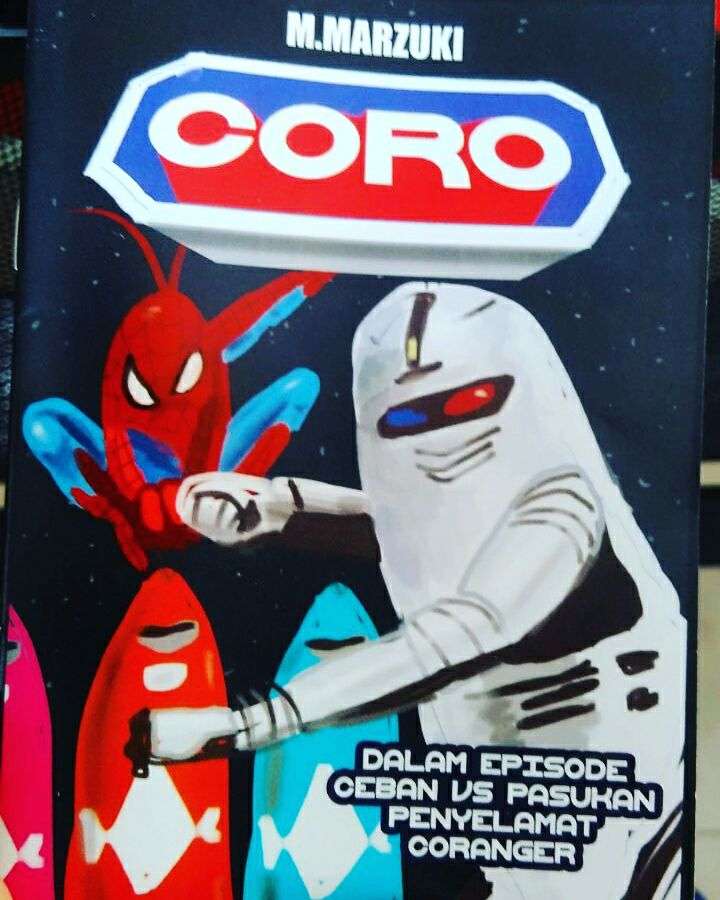 M.MARZUKI
CORO
DALAM EPISODE
CEBAN VS PASUKAN
PENYELAMAT
CORANGER